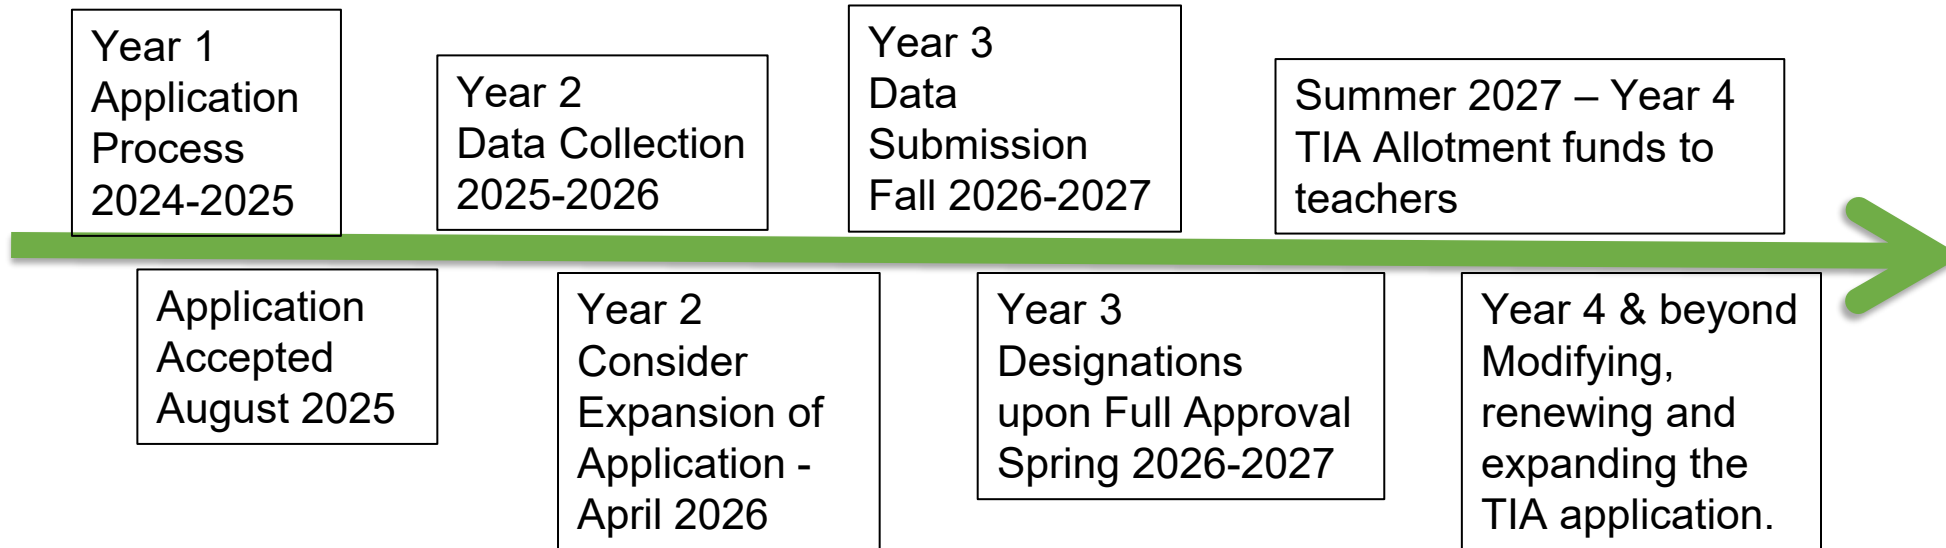 Year 1
Application
Process
2024-2025
Application
Accepted
August 2025
Year 2
Data Collection
2025-2026
Year 2
Consider
Expansion of
Application -
April 2026
Year 3
Data
Submission
Fall 2026-2027
Year 3
Designations
upon Full Approval
Spring 2026-2027
Summer 2027 – Year 4
TIA Allotment funds to
teachers
Year 4 & beyond
Modifying,
renewing and
expanding the
TIA application.